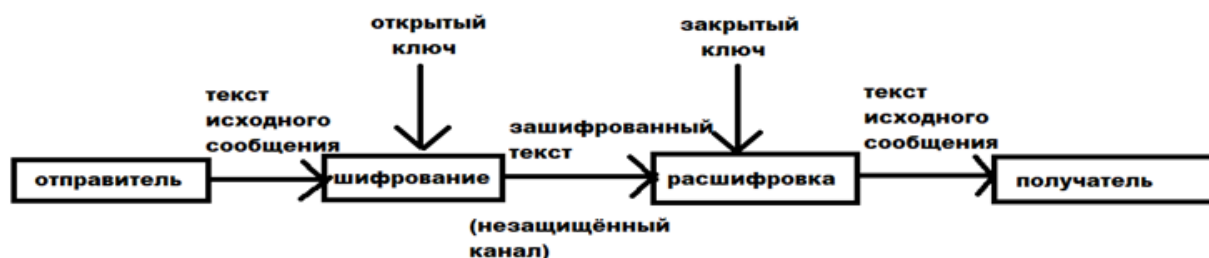 открытый
ключ
закрытый
ключ
текст
исходного
сообщения
зашифрованный
текст
текст
исходного
сообщения
отправитель
шифрование
расшифровка
получатель
(незащищённый
канал)